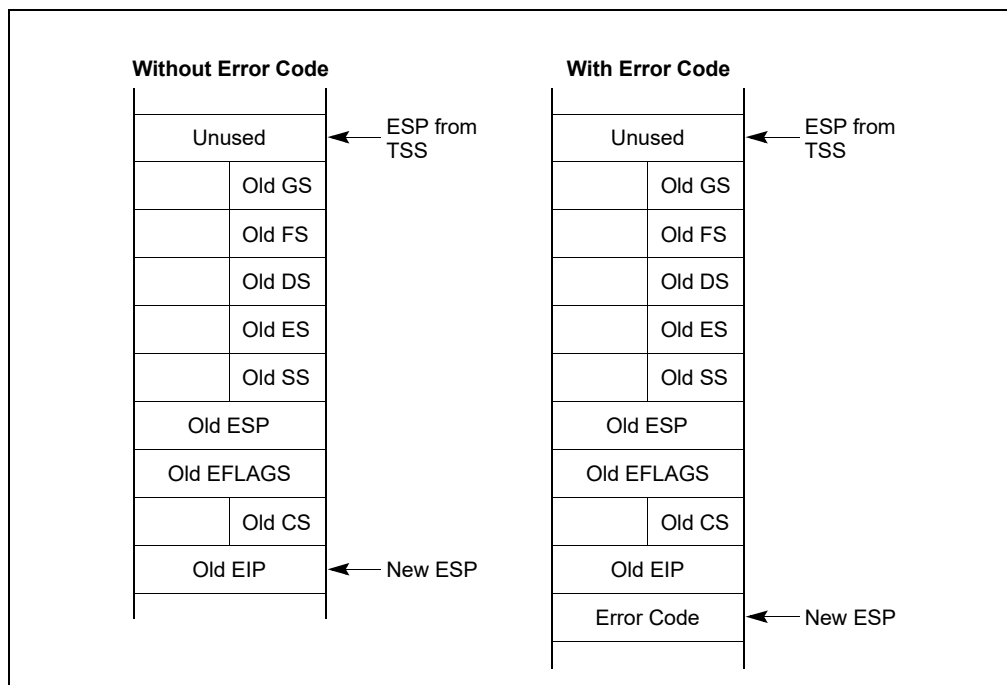 Without Error Code
Unused
ESP from
TSS
Old GS
Old FS
Old DS
Old ES
Old SS
Old ESP
Old EFLAGS
Old CS
Old EIP
New ESP
With Error Code
Unused
ESP from
TSS
Old GS
Old FS
Old DS
Old ES
Old SS
Old ESP
Old EFLAGS
Old CS
Old EIP
Error Code
New ESP